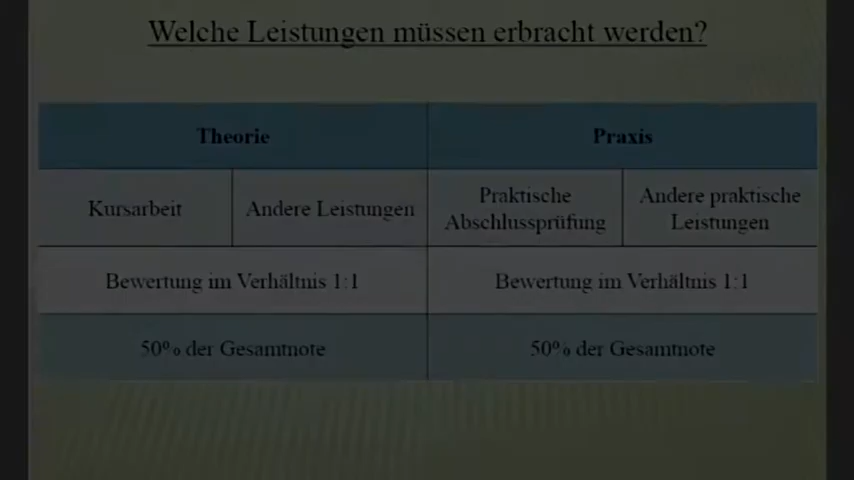 Welche Leistungen müssen erbracht werden?
Theorie
Praxis
Kursarbeit
Andere Leistungen
Praktische
Abschlussprüfung
Andere praktische
Leistungen
Bewertung im Verhältnis 1:1
Bewertung im Verhältnis 1:1
50% der Gesamtnote
50% der Gesamtnote